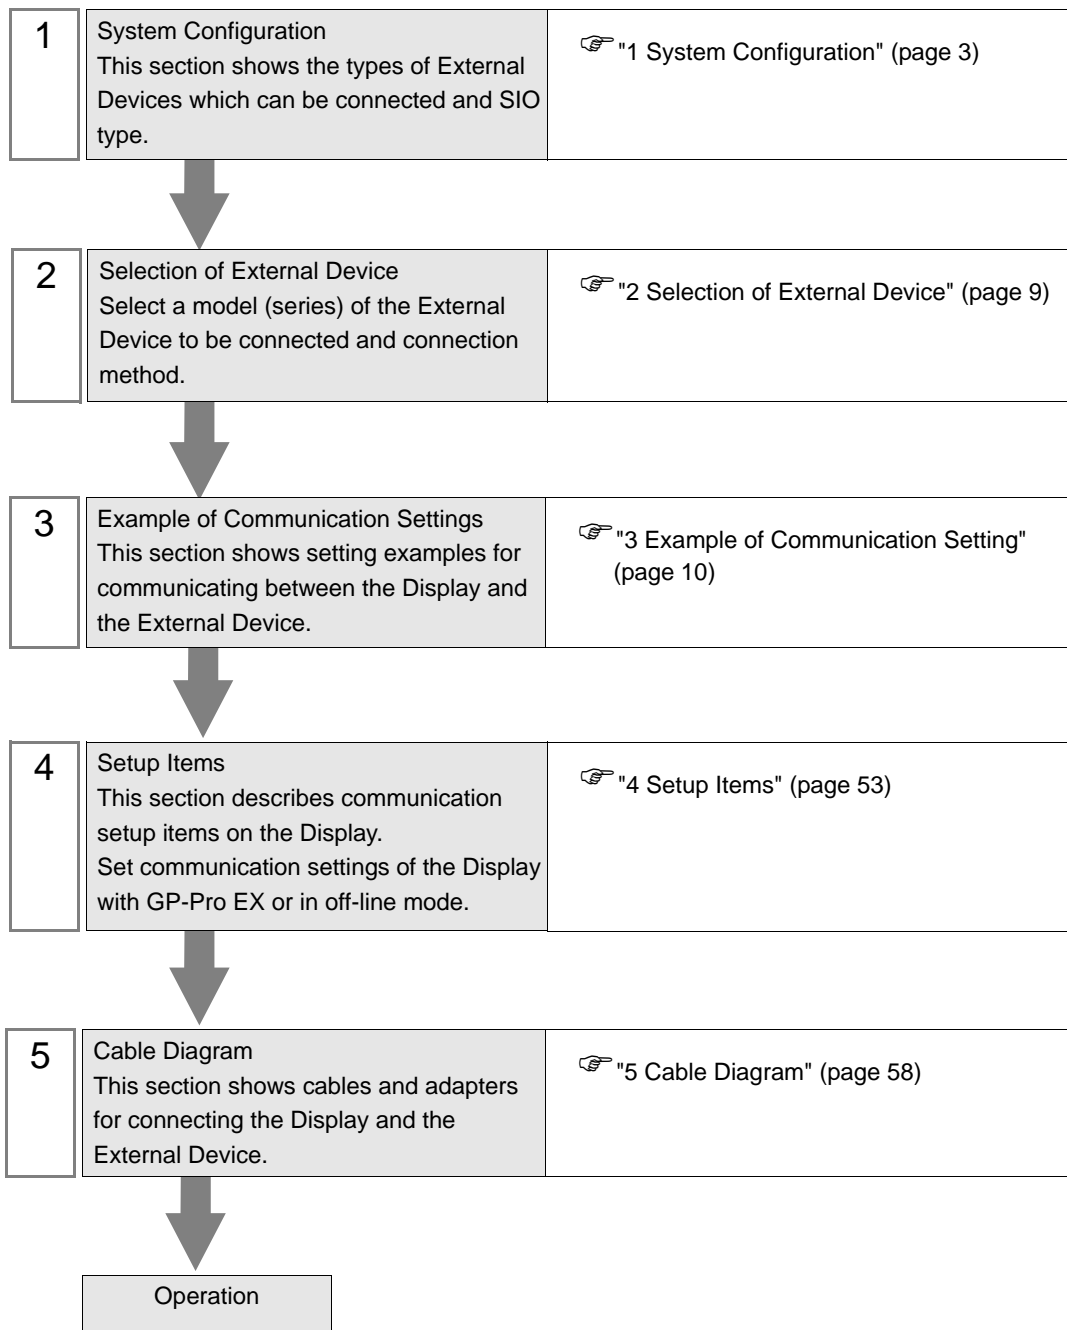 1
System Configuration
This section shows the types of External
Devices which can be connected and SIO
type.
"1 System Configuration" (page 3)
2
Selection of External Device
Select a model (series) of the External
Device to be connected and connection
method.
"2 Selection of External Device" (page 9)
3
Example of Communication Settings
This section shows setting examples for
communicating between the Display and
the External Device.
"3 Example of Communication Setting"
(page 10)
4
Setup Items
This section describes communication
setup items on the Display.
Set communication settings of the Display
with GP-Pro EX or in off-line mode.
"4 Setup Items" (page 53)
5
Cable Diagram
This section shows cables and adapters
for connecting the Display and the
External Device.
"5 Cable Diagram" (page 58)
Operation